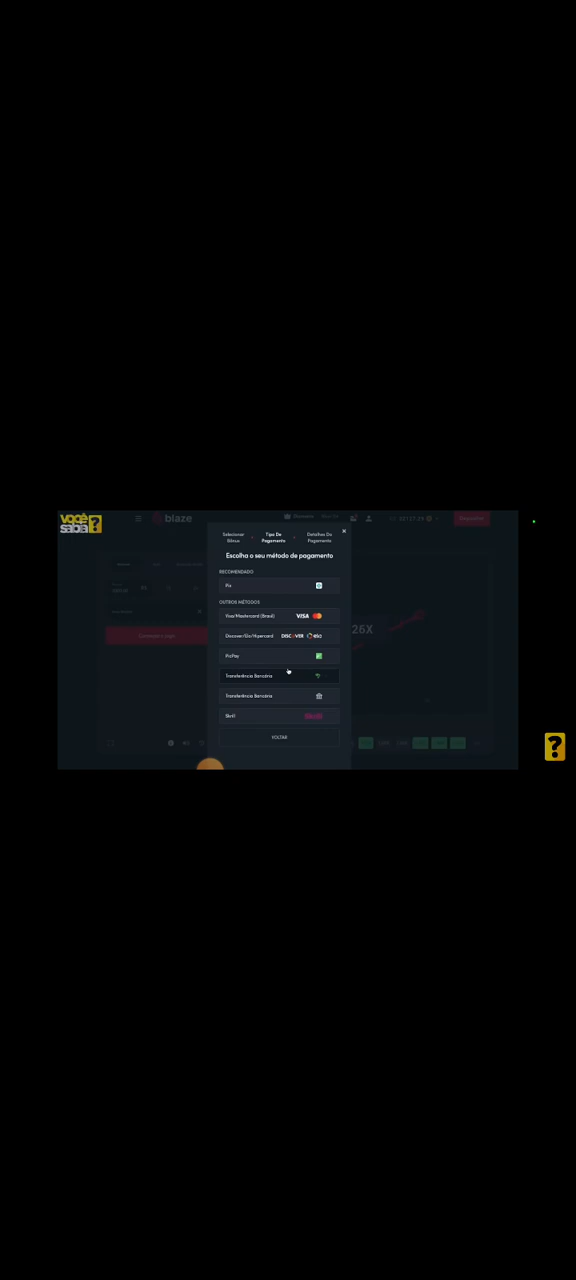 você
sabia?
blaze
Selecionar
Bônus
Tipo De
Pagamento
Detalhes Do
Pagamento
Escolha o seu método de pagamento
RECOMENDADO
Pix
OUTROS MÉTODOS
Visa/Mastercard (Brasil) VISA
Discover/Elo/Hipercard DISCOVER elo
PicPay
Transferência Bancária
Transferência Bancária
Skrill
VOLTAR
26X
?